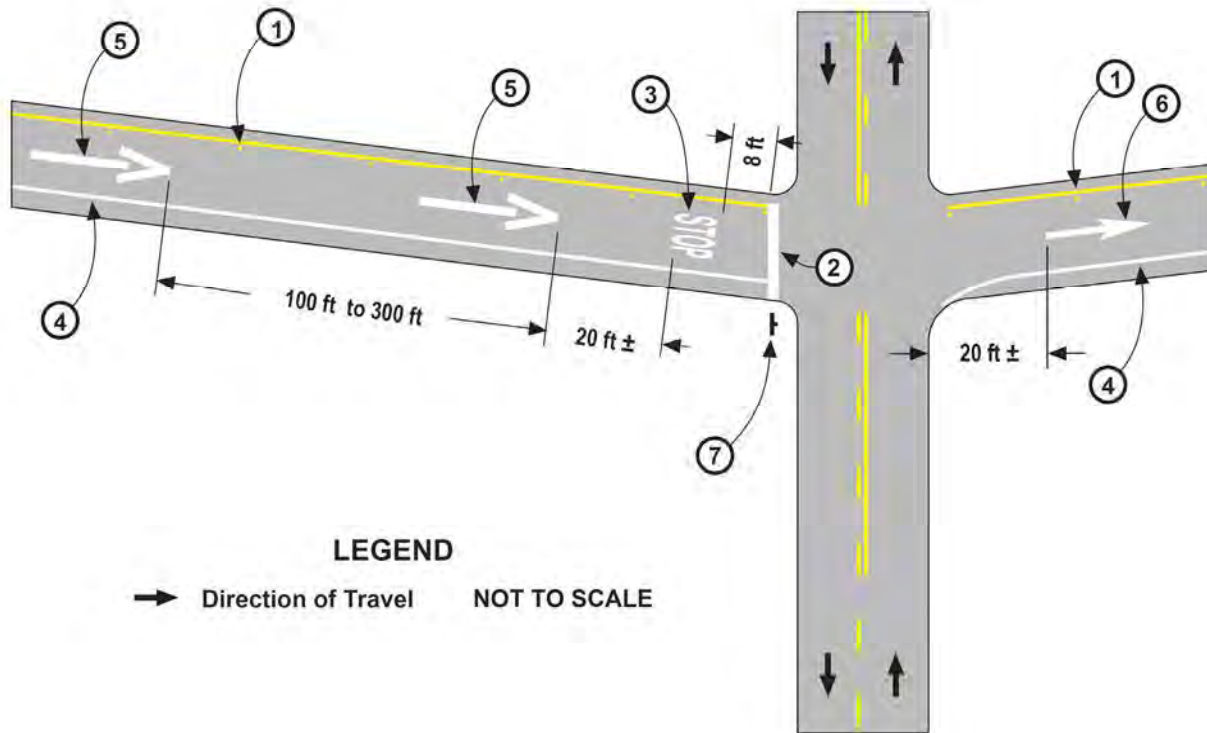 5
1
5
3
1
6
8 ft
STOP
2
4
100 ft to 300 ft
20 ft ±
20 ft ±
4
7
LEGEND
Direction of Travel
NOT TO SCALE